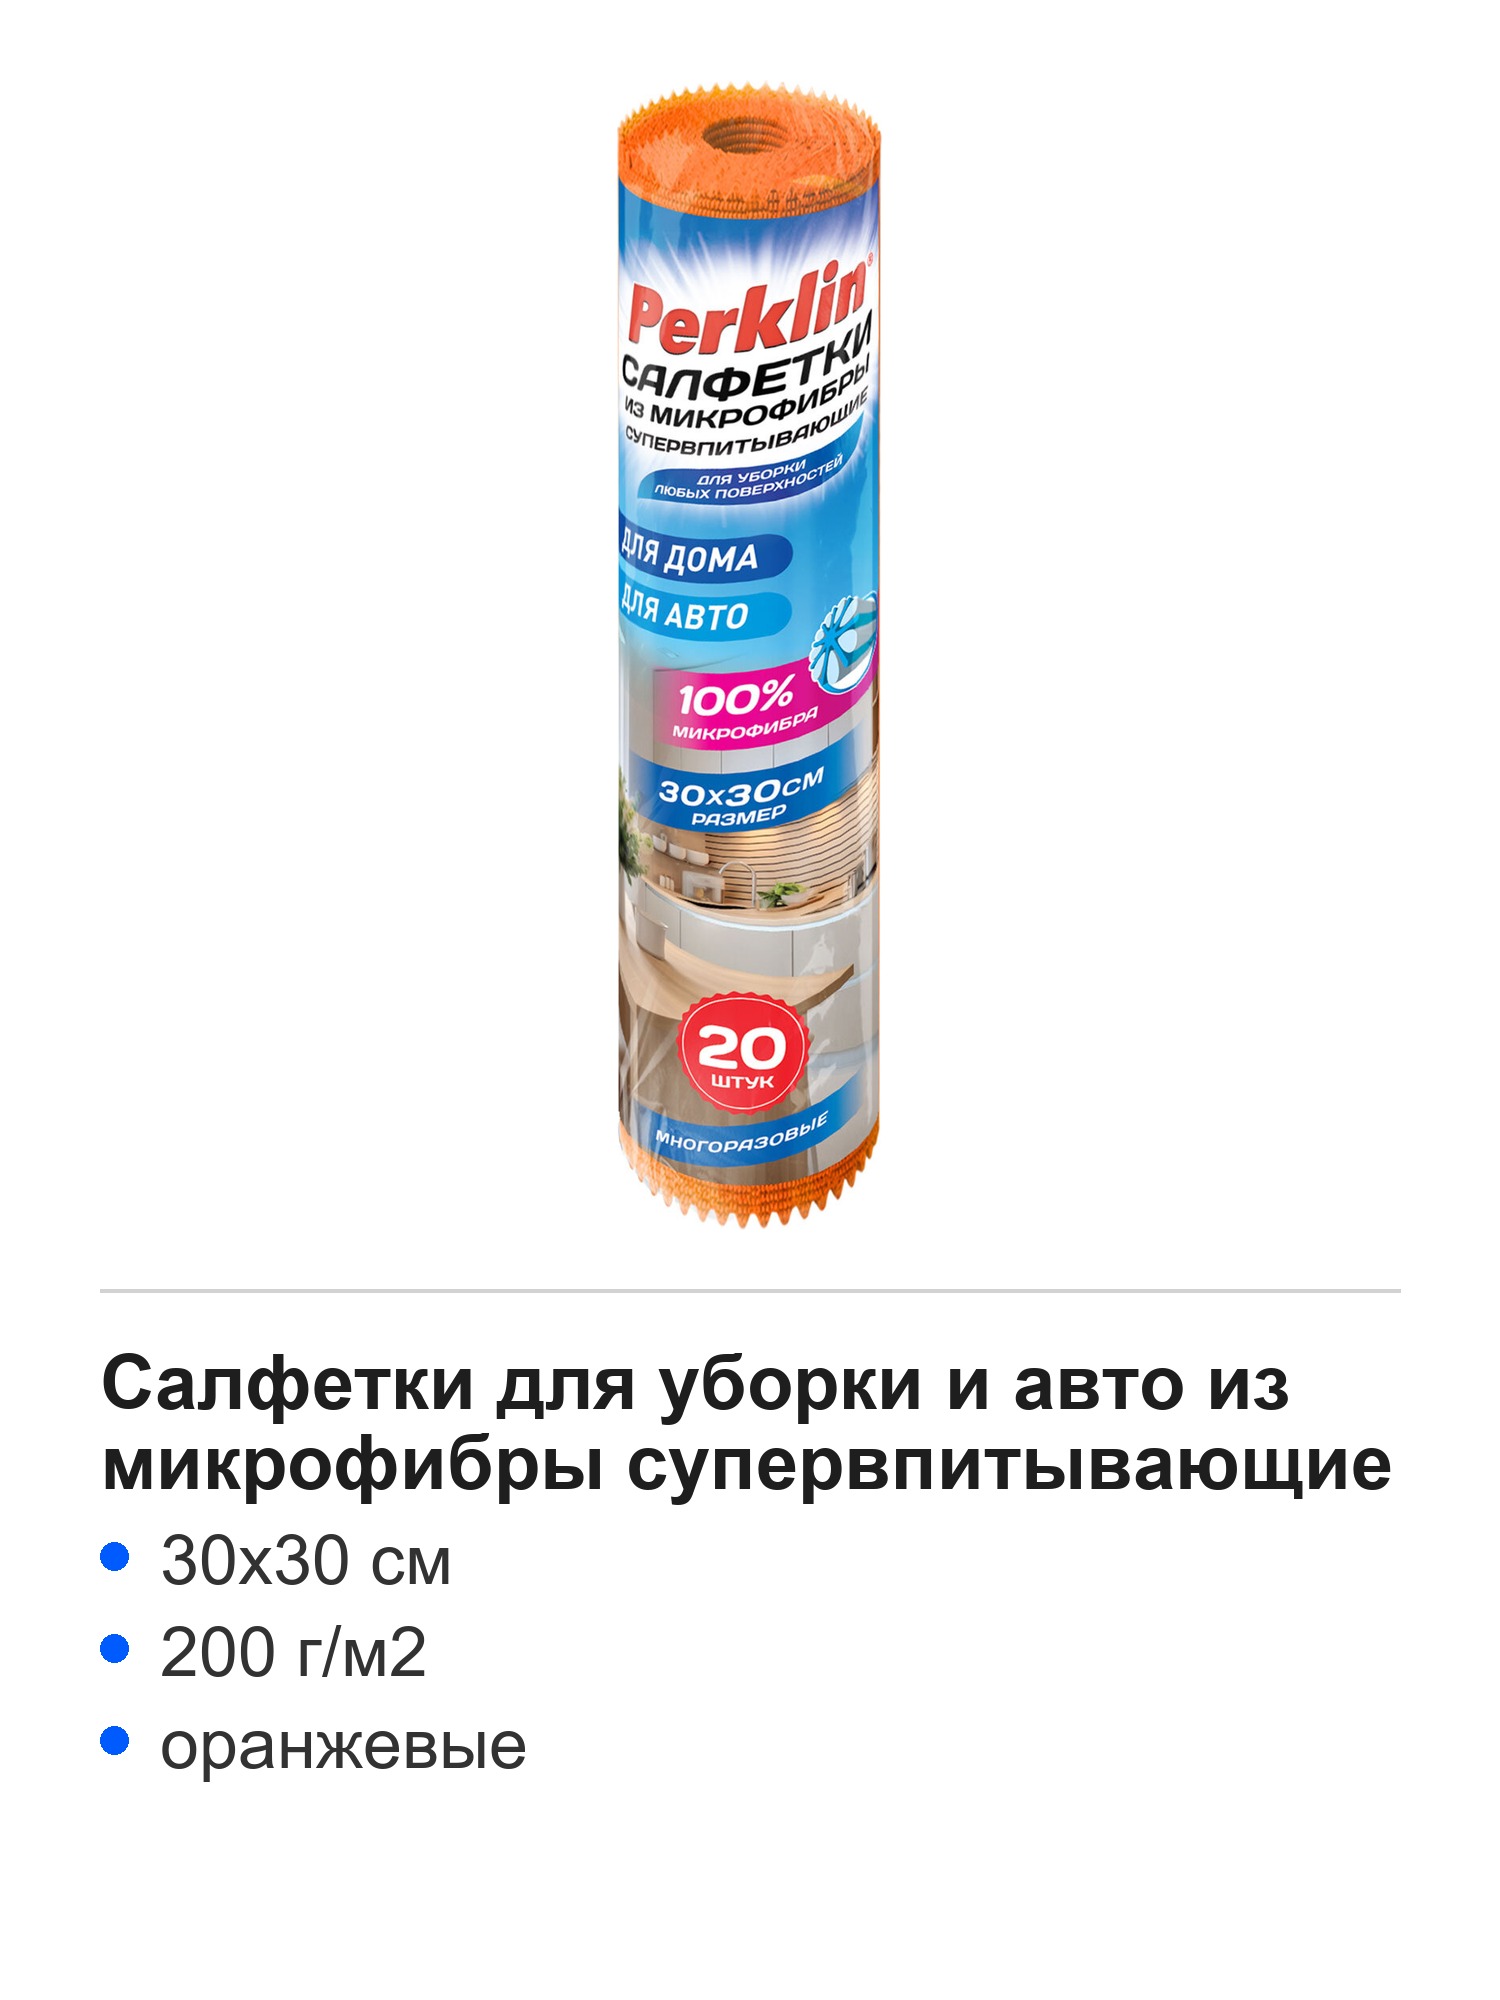 Perklin®
САЛФЕТКИ
ИЗ МИКРОФИБРЫ
СУПЕРВПИТЫВАЮЩИЕ
ДЛЯ УБОРКИ
ЛЮБЫХ ПОВЕРХНОСТЕЙ
ДЛЯ ДОМА
ДЛЯ АВТО
100%
МИКРОФИБРА
30х30см
РАЗМЕР
20
ШТУК
МНОГОРАЗОВЫЕ
Салфетки для уборки и авто из
микрофибры супервпитывающие
30х30 см
200 г/м2
оранжевые